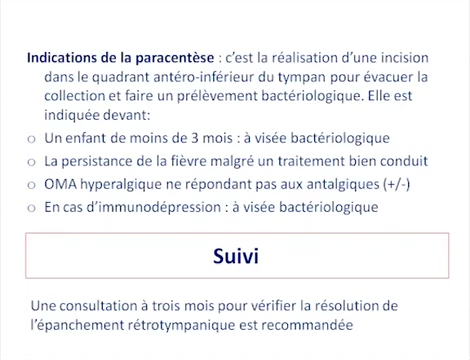 Indications de la paracentèse : c’est la réalisation d’une incision
dans le quadrant antéro-inférieur du tympan pour évacuer la
collection et faire un prélèvement bactériologique. Elle est
indiquée devant:
○ Un enfant de moins de 3 mois : à visée bactériologique
○ La persistance de la fièvre malgré un traitement bien conduit
○ OMA hyperalgique ne répondant pas aux antalgiques (+/-)
○ En cas d’immunodépression : à visée bactériologique
Suivi
Une consultation à trois mois pour vérifier la résolution de
l’épanchement rétrotympanique est recommandée